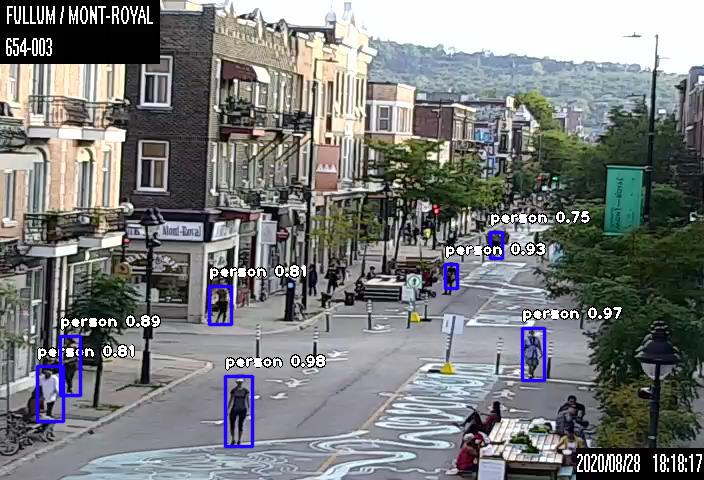 FULLUM / MONT-ROYAL
654-003
person 0.75
person 0.93
person 0.81
person 0.97
person 0.89
person 0.81
person 0.98
Mont-Royal
MONT-ROYAL
2020/08/28 18:18:17